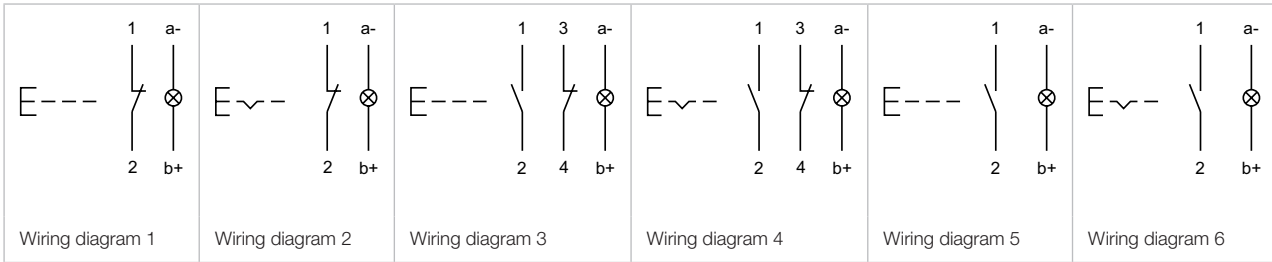 1 a-
2 b+
Wiring diagram 1
1 a-
2 b+
Wiring diagram 2
1 3 a-
2 4 b+
Wiring diagram 3
1 3 a-
2 4 b+
Wiring diagram 4
1 a-
2 b+
Wiring diagram 5
1 a-
2 b+
Wiring diagram 6